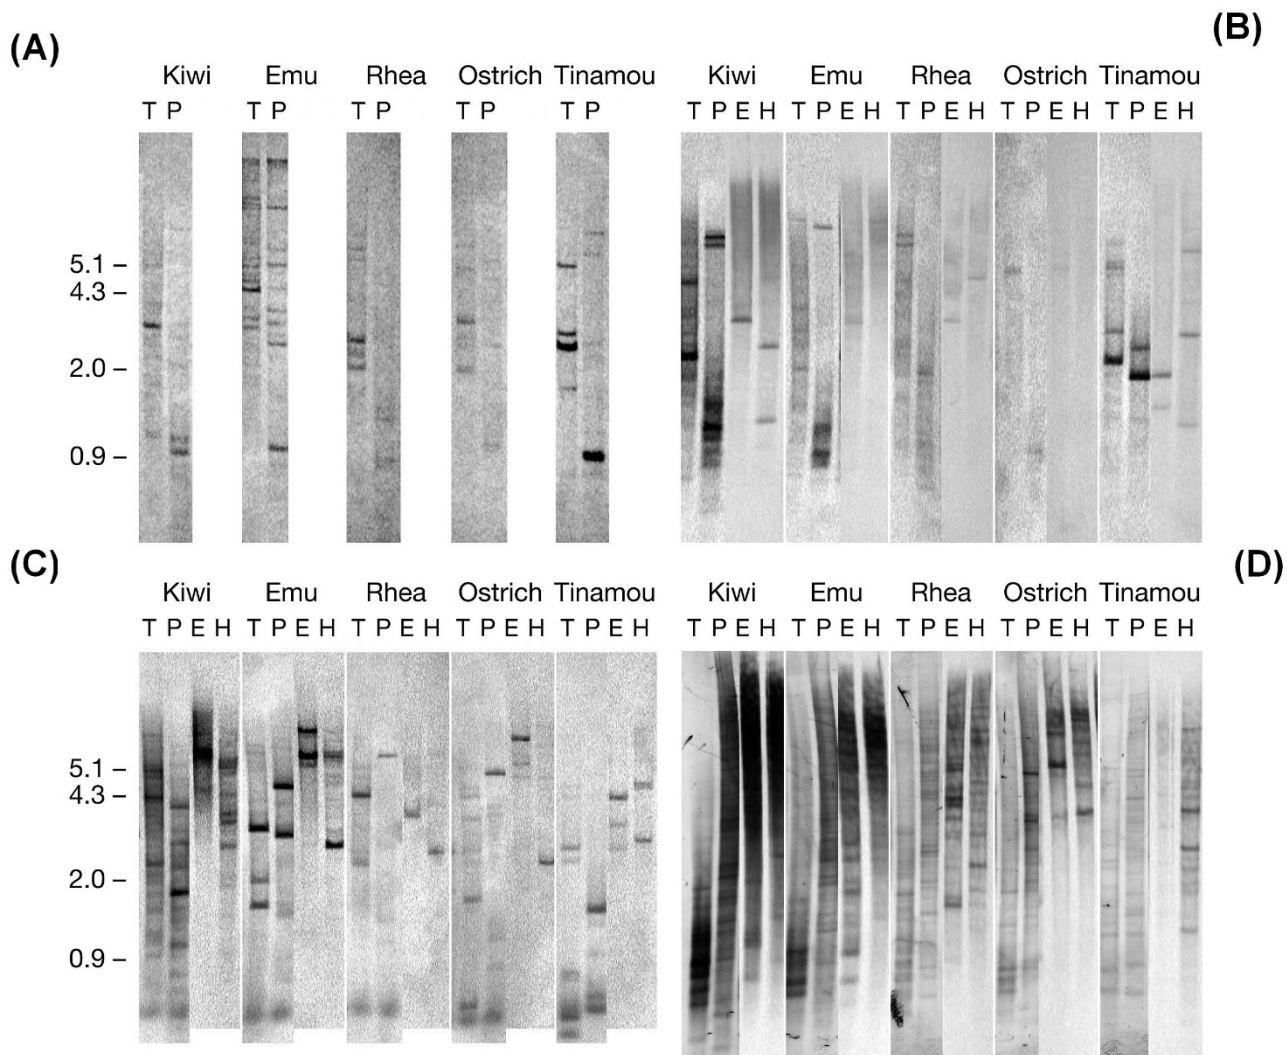 (A)
Kiwi Emu Rhea Ostrich Tinamou
T P T P T P T P T P
5.1 –
4.3 –
2.0 –
0.9 –
(B)
Kiwi Emu Rhea Ostrich Tinamou
T P E H T P E H T P E H T P E H T P E H
(C)
Kiwi Emu Rhea Ostrich Tinamou
T P E H T P E H T P E H T P E H T P E H
5.1 –
4.3 –
2.0 –
0.9 –
(D)
Kiwi Emu Rhea Ostrich Tinamou
T P E H T P E H T P E H T P E H T P E H